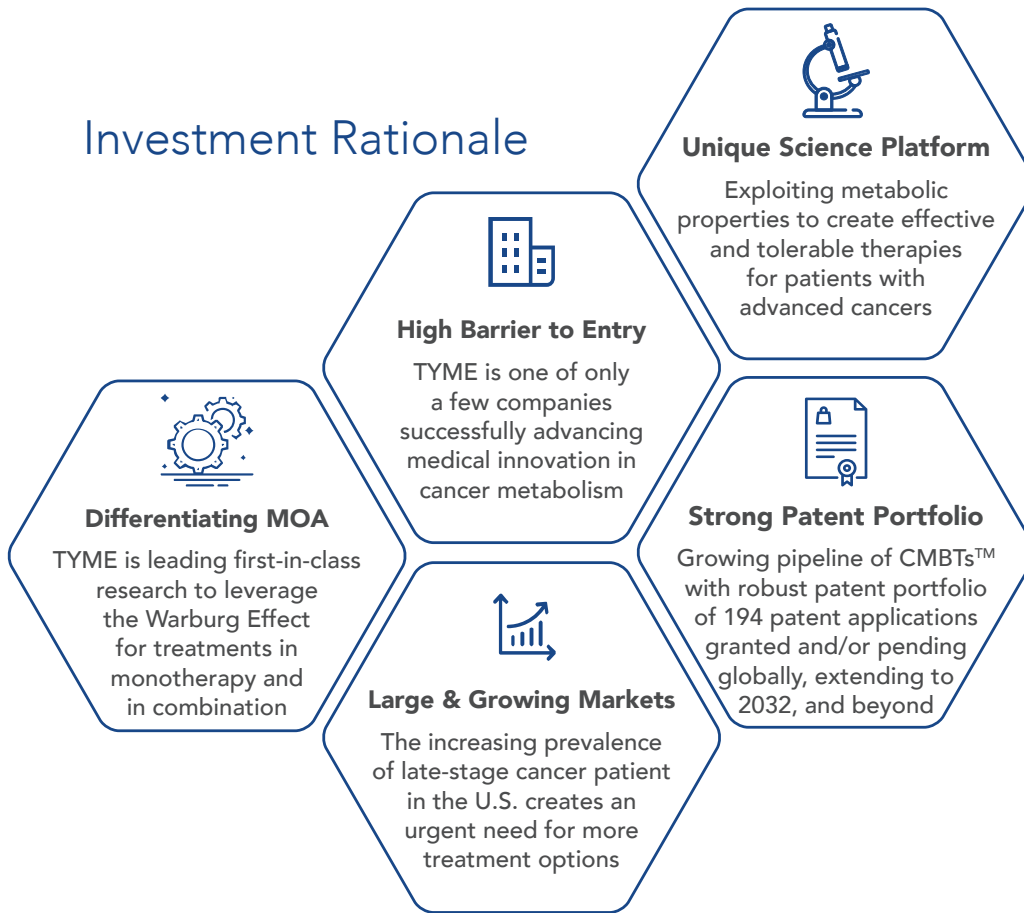 Investment Rationale
Unique Science Platform
Exploiting metabolic
properties to create effective
and tolerable therapies
for patients with
advanced cancers
High Barrier to Entry
TYME is one of only
a few companies
successfully advancing
medical innovation in
cancer metabolism
Differentiating MOA
TYME is leading first-in-class
research to leverage
the Warburg Effect
for treatments in
monotherapy and
in combination
Strong Patent Portfolio
Growing pipeline of CMBTs™
with robust patent portfolio
of 194 patent applications
granted and/or pending
globally, extending to
2032, and beyond
Large & Growing Markets
The increasing prevalence
of late-stage cancer patient
in the U.S. creates an
urgent need for more
treatment options